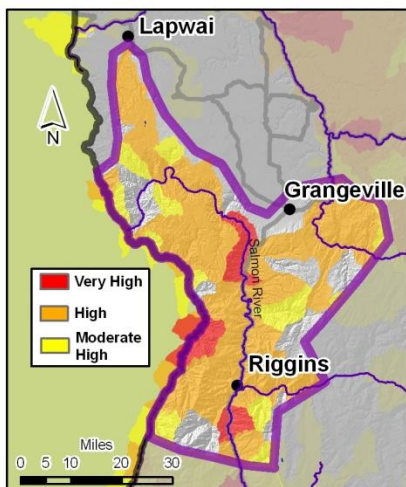 Lapwai
N
Grangeville
Salmon River
Very High
High
Moderate
High
Riggins
Miles
0 5 10 20 30